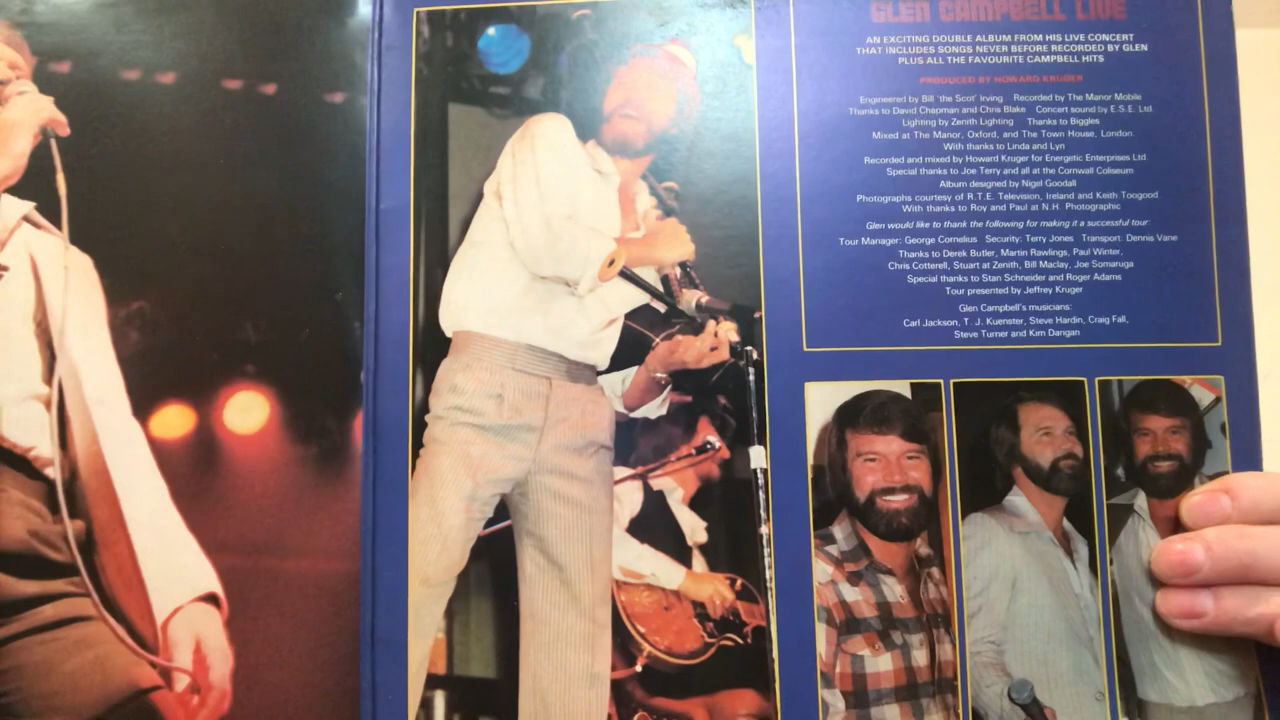 GLEN CAMPBELL LIVE
AN EXCITING DOUBLE ALBUM FROM HIS LIVE CONCERT
THAT INCLUDES SONGS NEVER BEFORE RECORDED BY GLEN
PLUS ALL THE FAVOURITE CAMPBELL HITS
PRODUCED BY HOWARD KRUGER
Engineered by Bill 'the Scot' Irving Recorded by The Manor Mobile
Thanks to David Chapman and Chris Blake Concert sound by E.S.E. Ltd.
Lighting by Zenith Lighting Thanks to Biggles
Mixed at The Manor, Oxford, and The Town House, London.
With thanks to Linda and Lyn
Recorded and mixed by Howard Kruger for Energetic Enterprises Ltd.
Special thanks to Joe Terry and all at the Cornwall Coliseum
Album designed by Nigel Goodall
Photographs courtesy of R.T.E. Television, Ireland and Keith Toogood.
With thanks to Roy and Paul at N.H. Photographic
Glen would like to thank the following for making it a successful tour:
Tour Manager: George Cornelius Security: Terry Jones Transport: Dennis Vane
Thanks to Derek Butler, Martin Rawlings, Paul Winter,
Chris Cotterell, Stuart at Zenith, Bill Maclay, Joe Somaruga
Special thanks to Stan Schneider and Roger Adams
Tour presented by Jeffrey Kruger
Glen Campbell's musicians:
Carl Jackson, T. J. Kuenster, Steve Hardin, Craig Fall,
Steve Turner and Kim Darigan